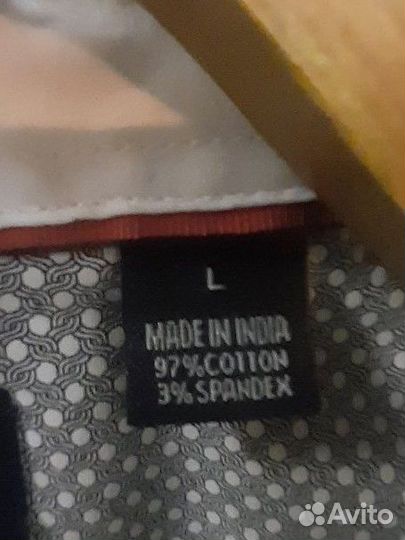 L
MADE IN INDIA
97% COTTON
3% SPANDEX
Avito